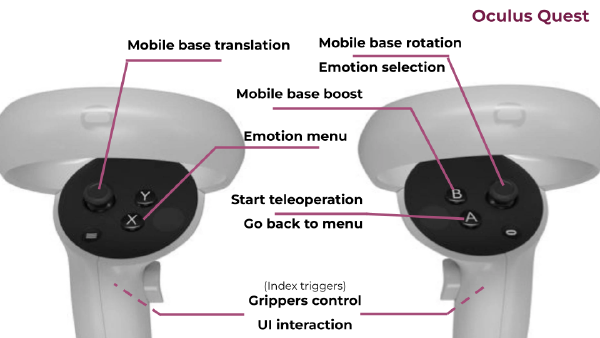 Oculus Quest
Mobile base translation
Mobile base rotation
Emotion selection
Mobile base boost
Emotion menu
Y
X
B
A
Start teleoperation
Go back to menu
(Index triggers)
Grippers control
UI interaction